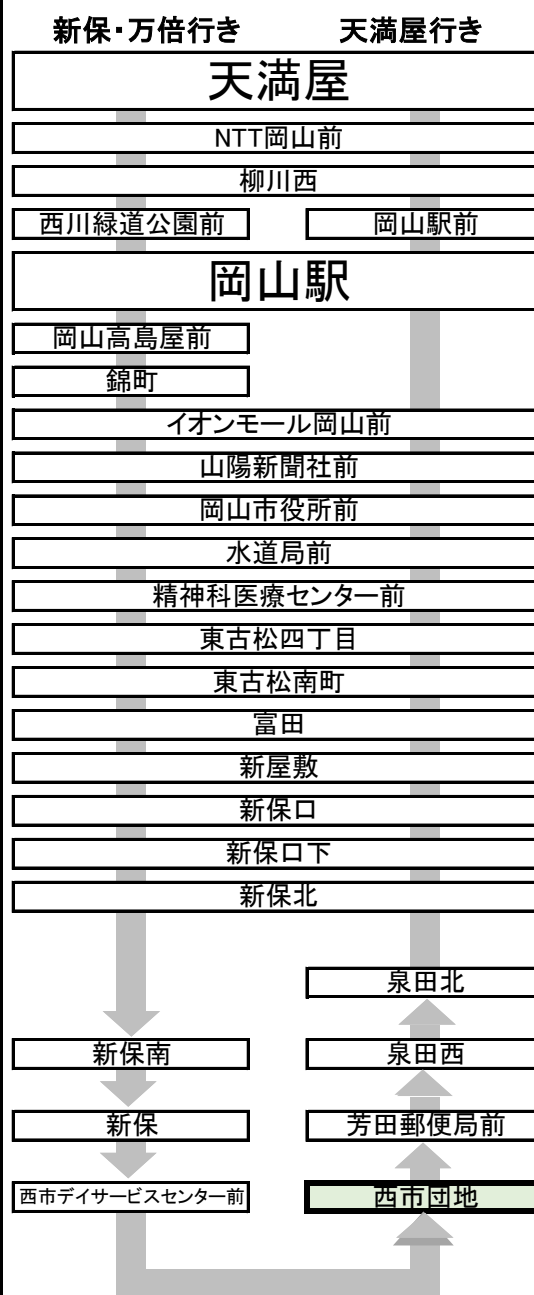 新保・万倍行き 天満屋行き
天満屋
NTT岡山前
柳川西
西川緑道公園前 岡山駅前
岡山駅
岡山高島屋前
錦町
イオンモール岡山前
山陽新聞社前
岡山市役所前
水道局前
精神科医療センター前
東古松四丁目
東古松南町
富田
新屋敷
新保口
新保口下
新保北
泉田北
新保南 泉田西
新保 芳田郵便局前
西市デイサービスセンター前 西市団地